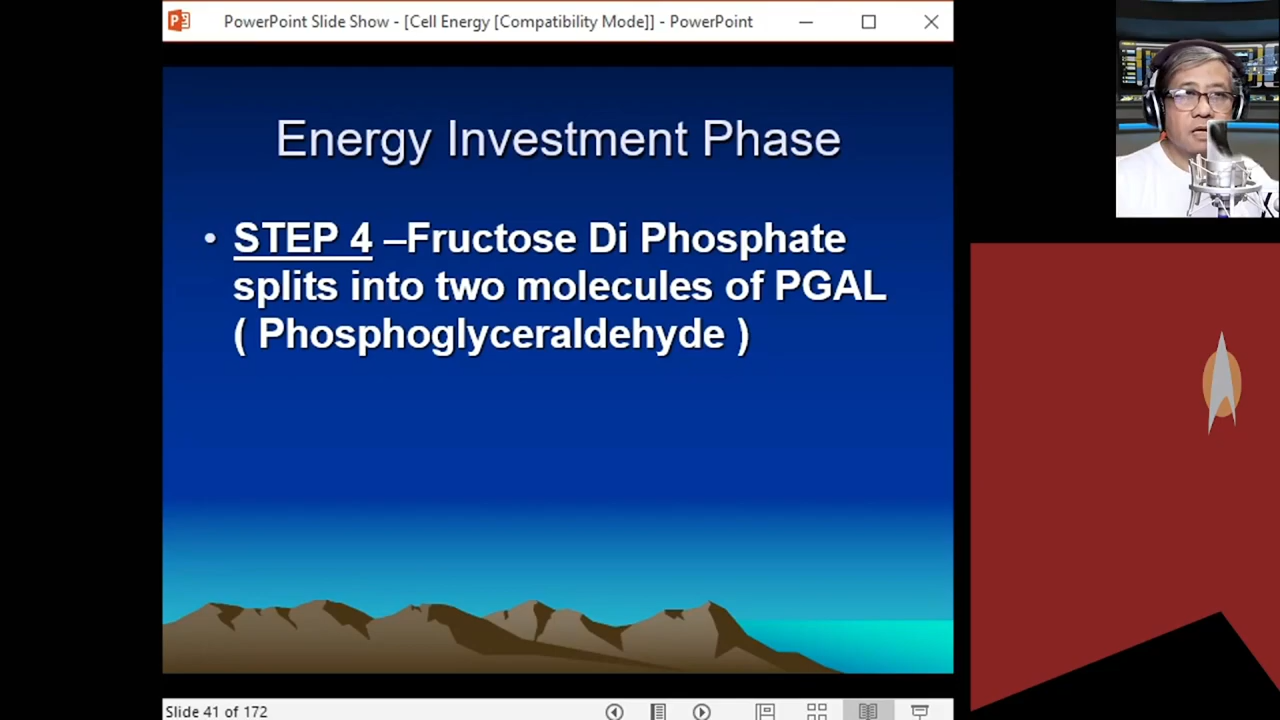 PowerPoint Slide Show - [Cell Energy [Compatibility Mode]] - PowerPoint
Energy Investment Phase
• STEP 4 –Fructose Di Phosphate
splits into two molecules of PGAL
( Phosphoglyceraldehyde )
Slide 41 of 172